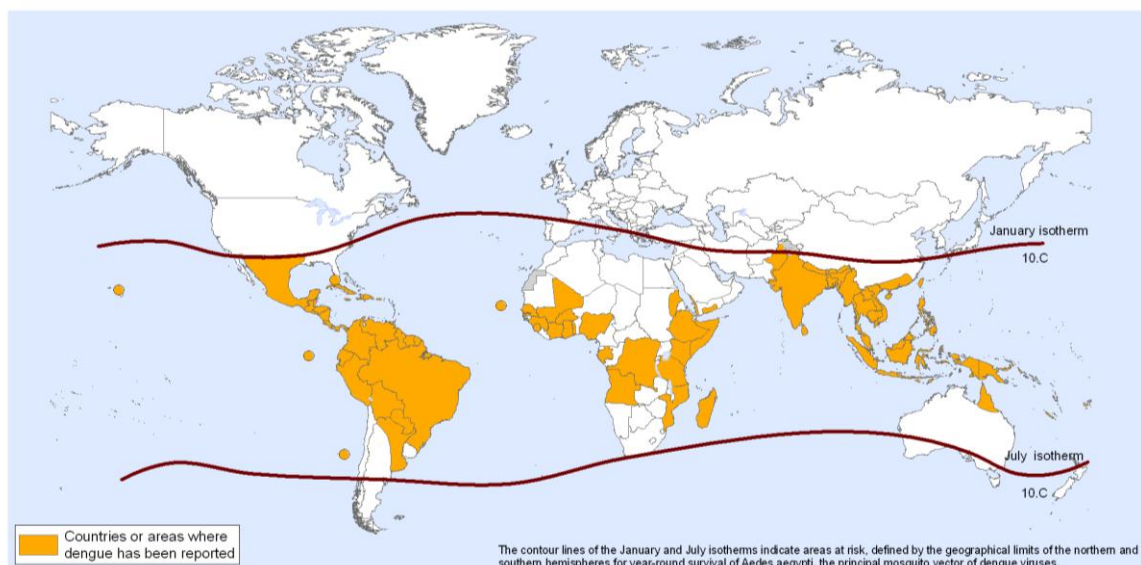 January isotherm
10.C
July isotherm
10.C
Countries or areas where
dengue has been reported
The contour lines of the January and July isotherms indicate areas at risk, defined by the geographical limits of the northern and
southern hemispheres for year-round survival of Aedes aegypti, the principal mosquito vector of dengue viruses.